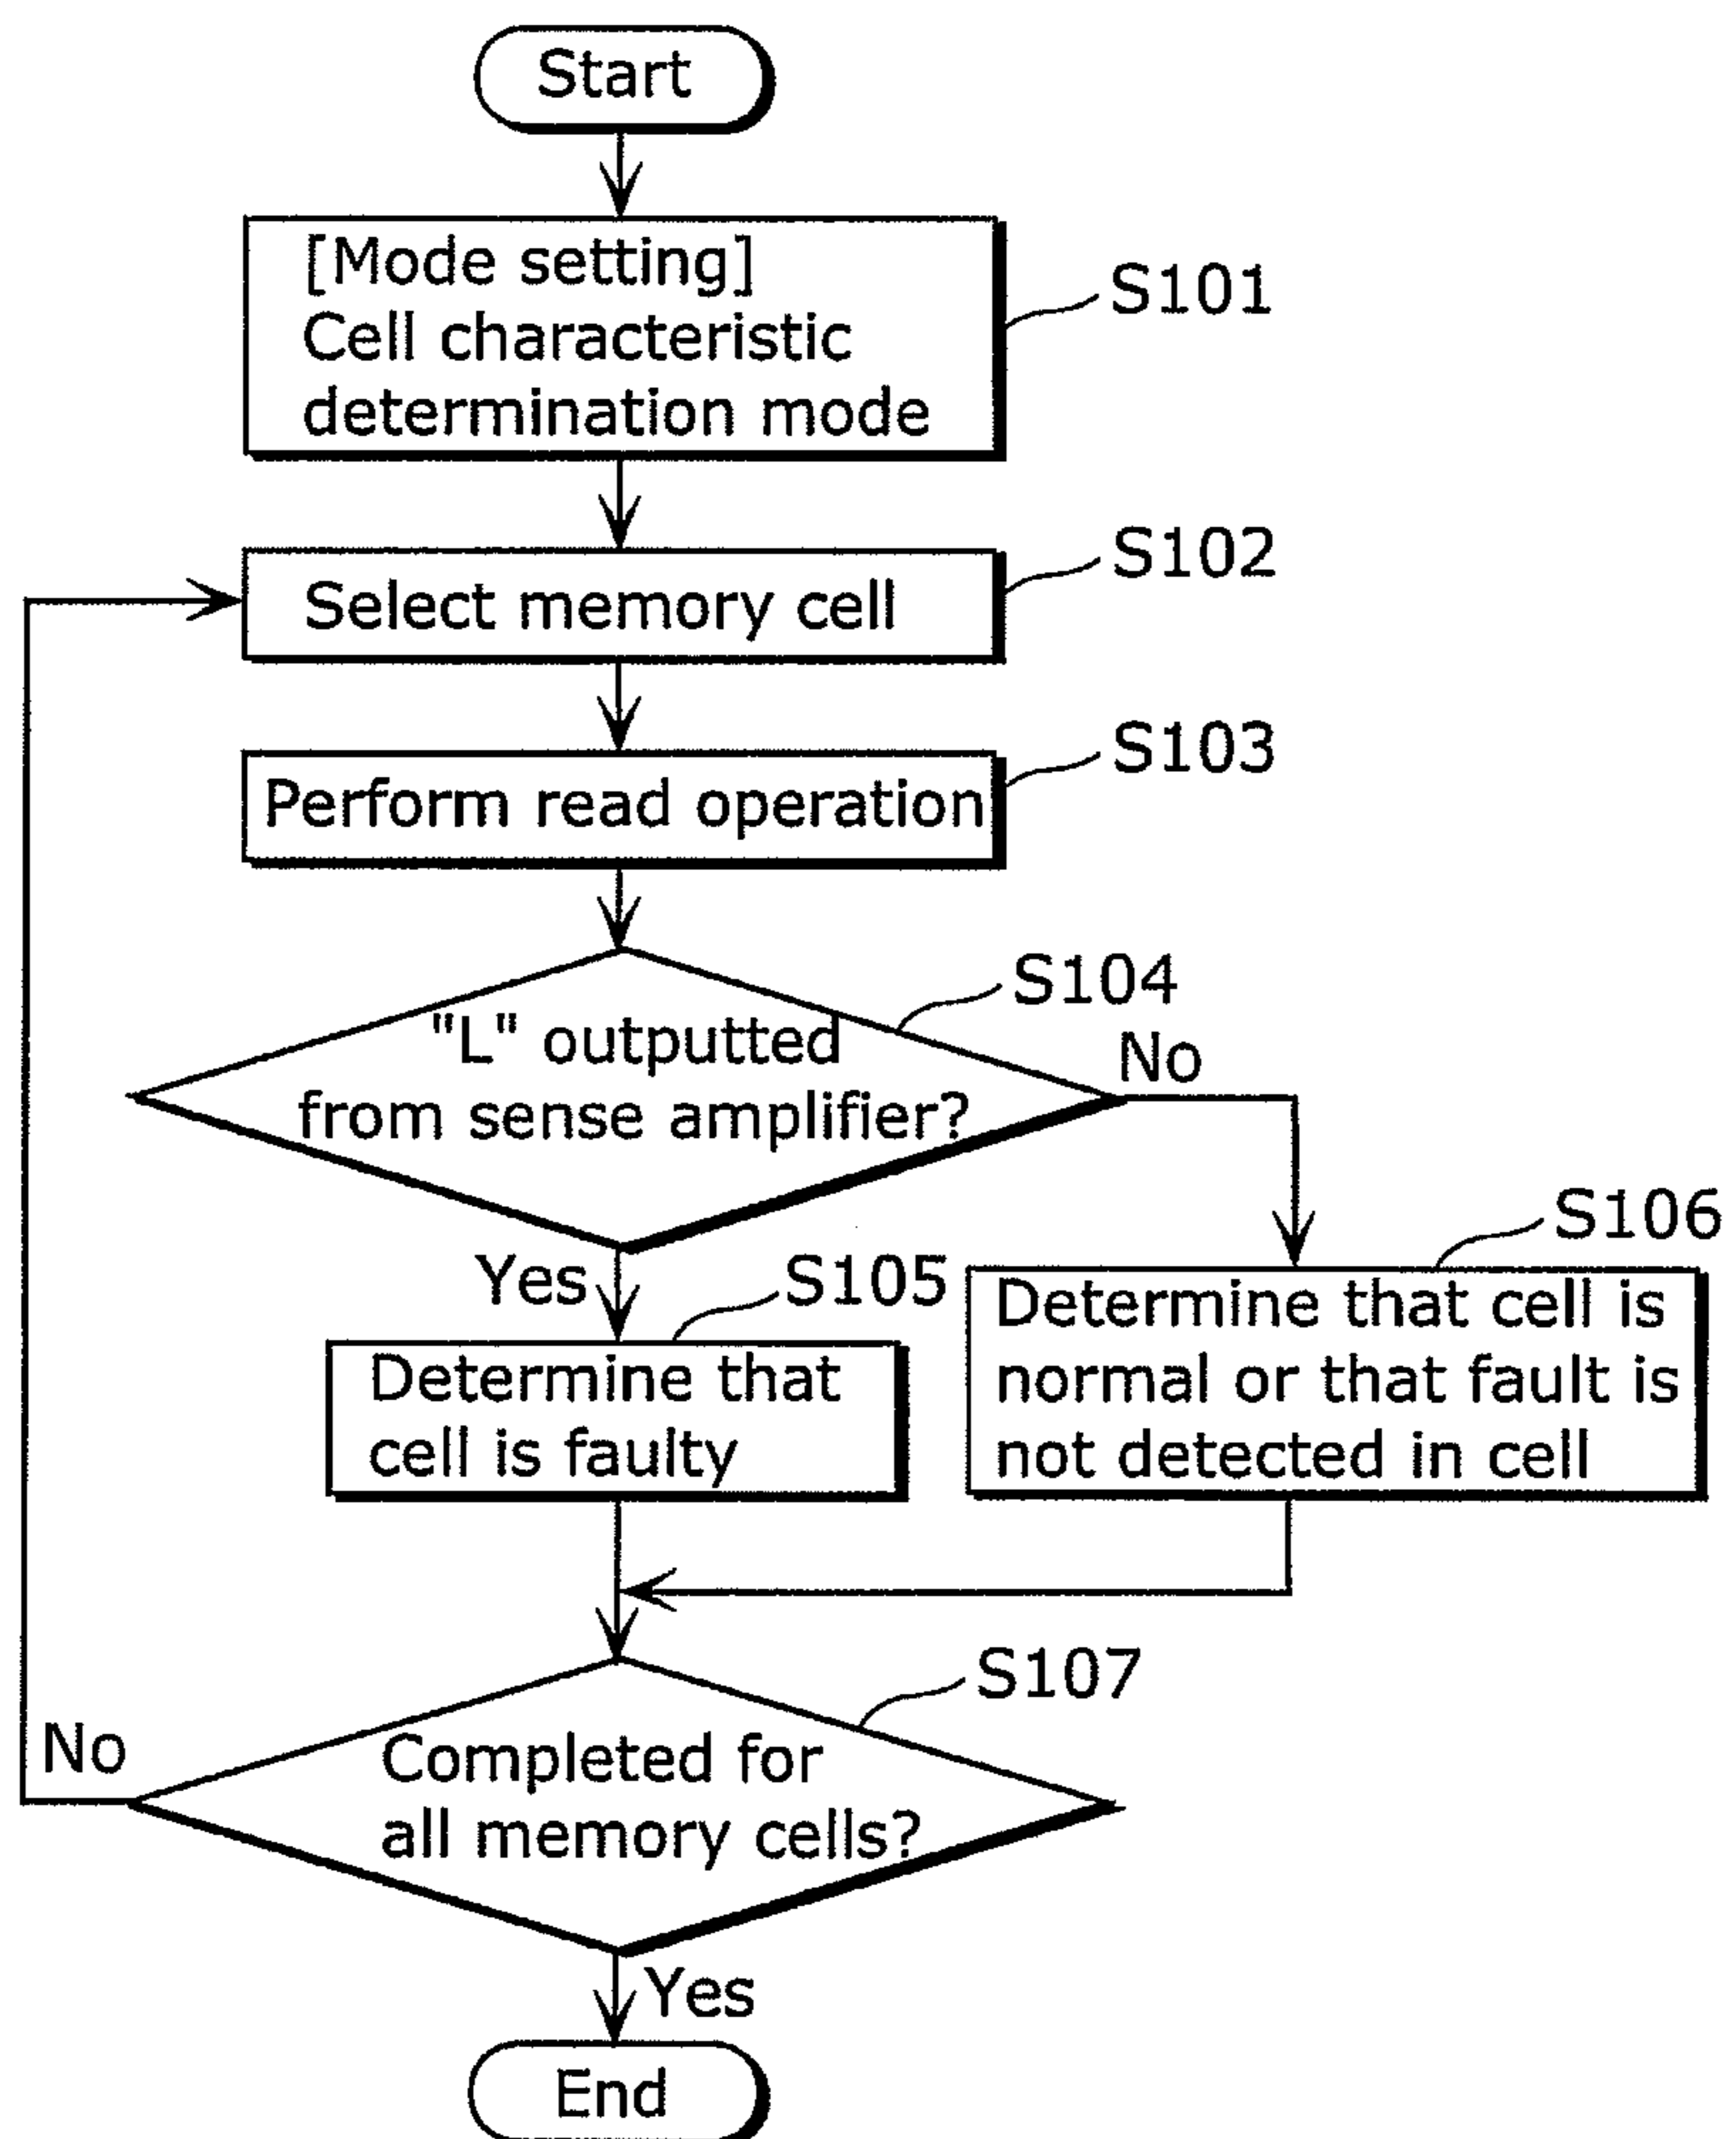 Start
[Mode setting]
Cell characteristic
determination mode
S101
Select memory cell
S102
Perform read operation
S103
"L" outputted
from sense amplifier?
S104
No
Yes
S105
Determine that
cell is faulty
S106
Determine that cell is
normal or that fault is
not detected in cell
S107
Completed for
all memory cells?
No
Yes
End